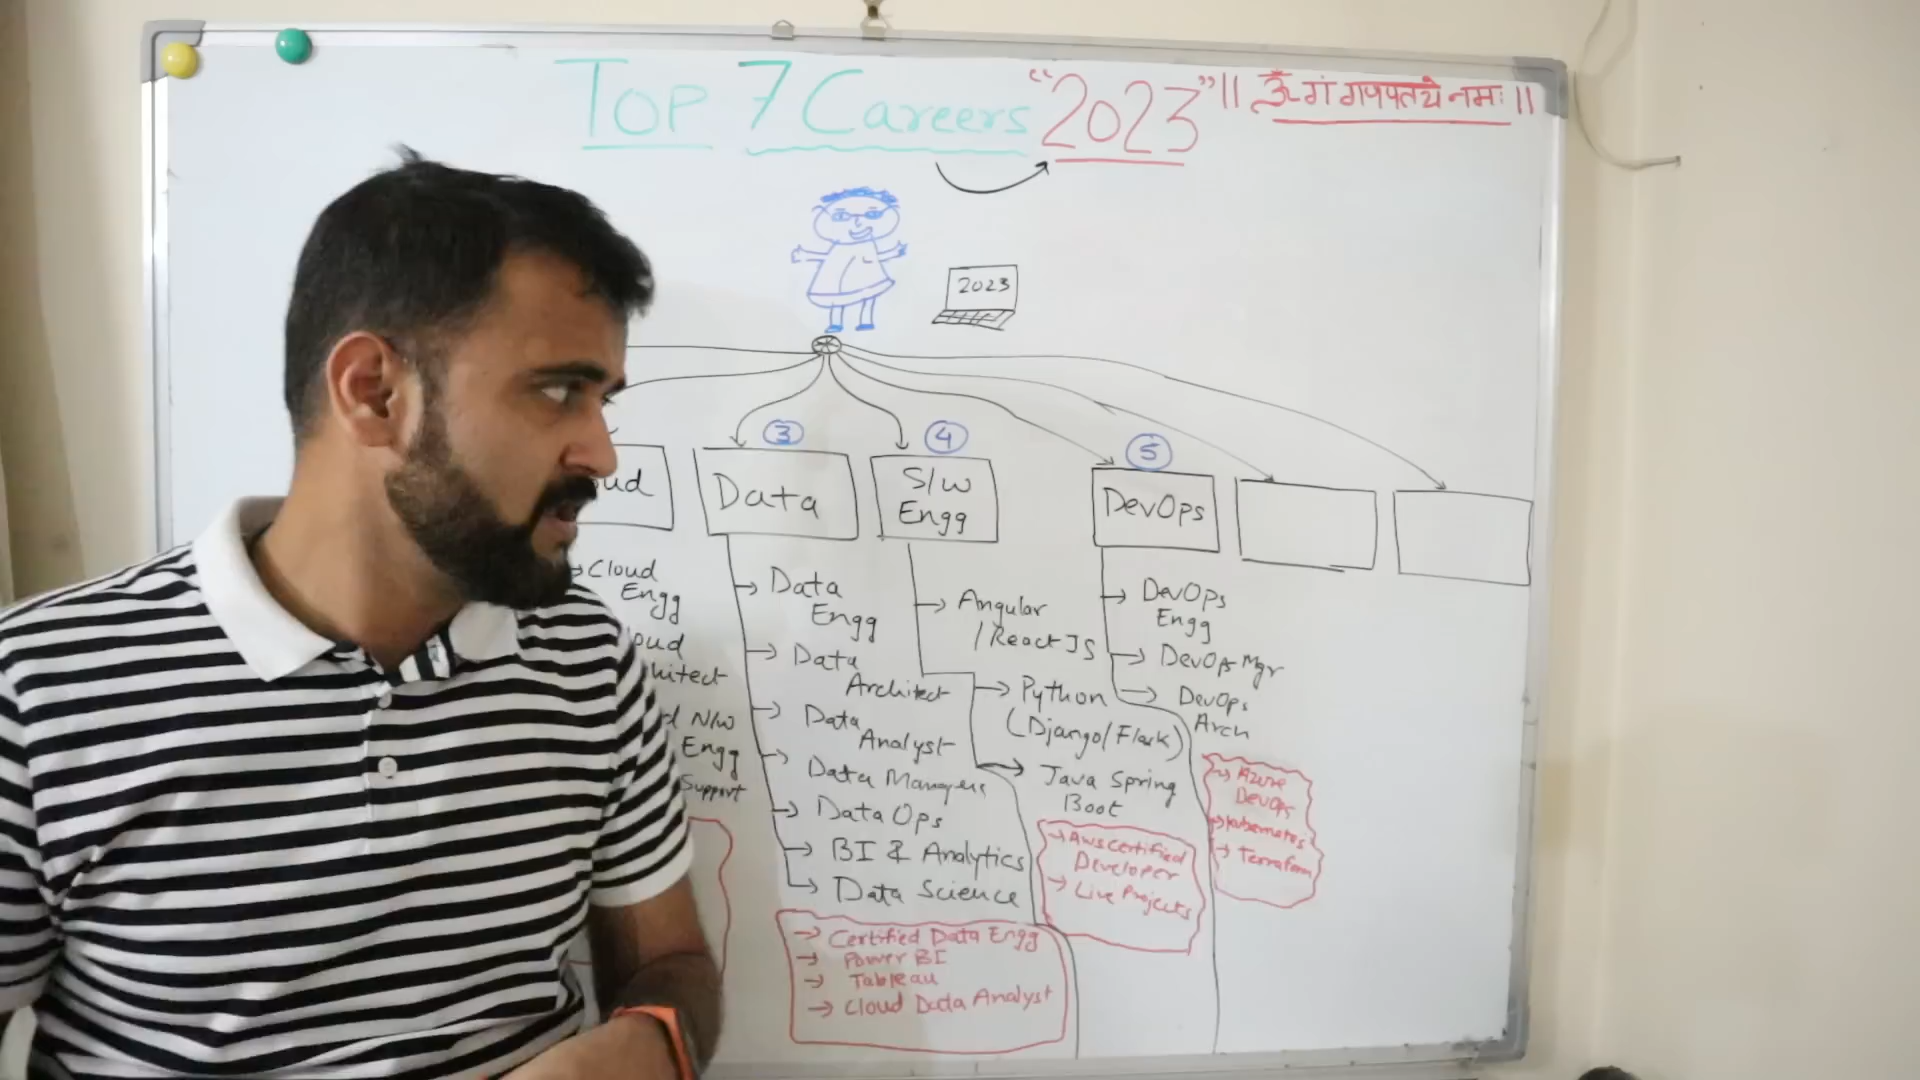 Top 7 Careers "2023" || ॐ गं गणपतये नमः ||
2023
3
4
5
Data
S/w
Engg
DevOps
Cloud
Engg
N/w
Engg
Support
Data
Engg
Data
Architect
Data
Analyst
Data Managers
Data Ops
BI & Analytics
Data Science
→ Certified Data Engg
→ Power BI
→ Tableau
→ Cloud Data Analyst
Angular
/ React JS
Python
(Django/Flask)
Java Spring
Boot
→ Aws certified
Developer
→ Live Projects
DevOps
Engg
DevOps Mgr
DevOps
Arch
→ Azure
DevOps
→ Kubernetes
→ Terraform